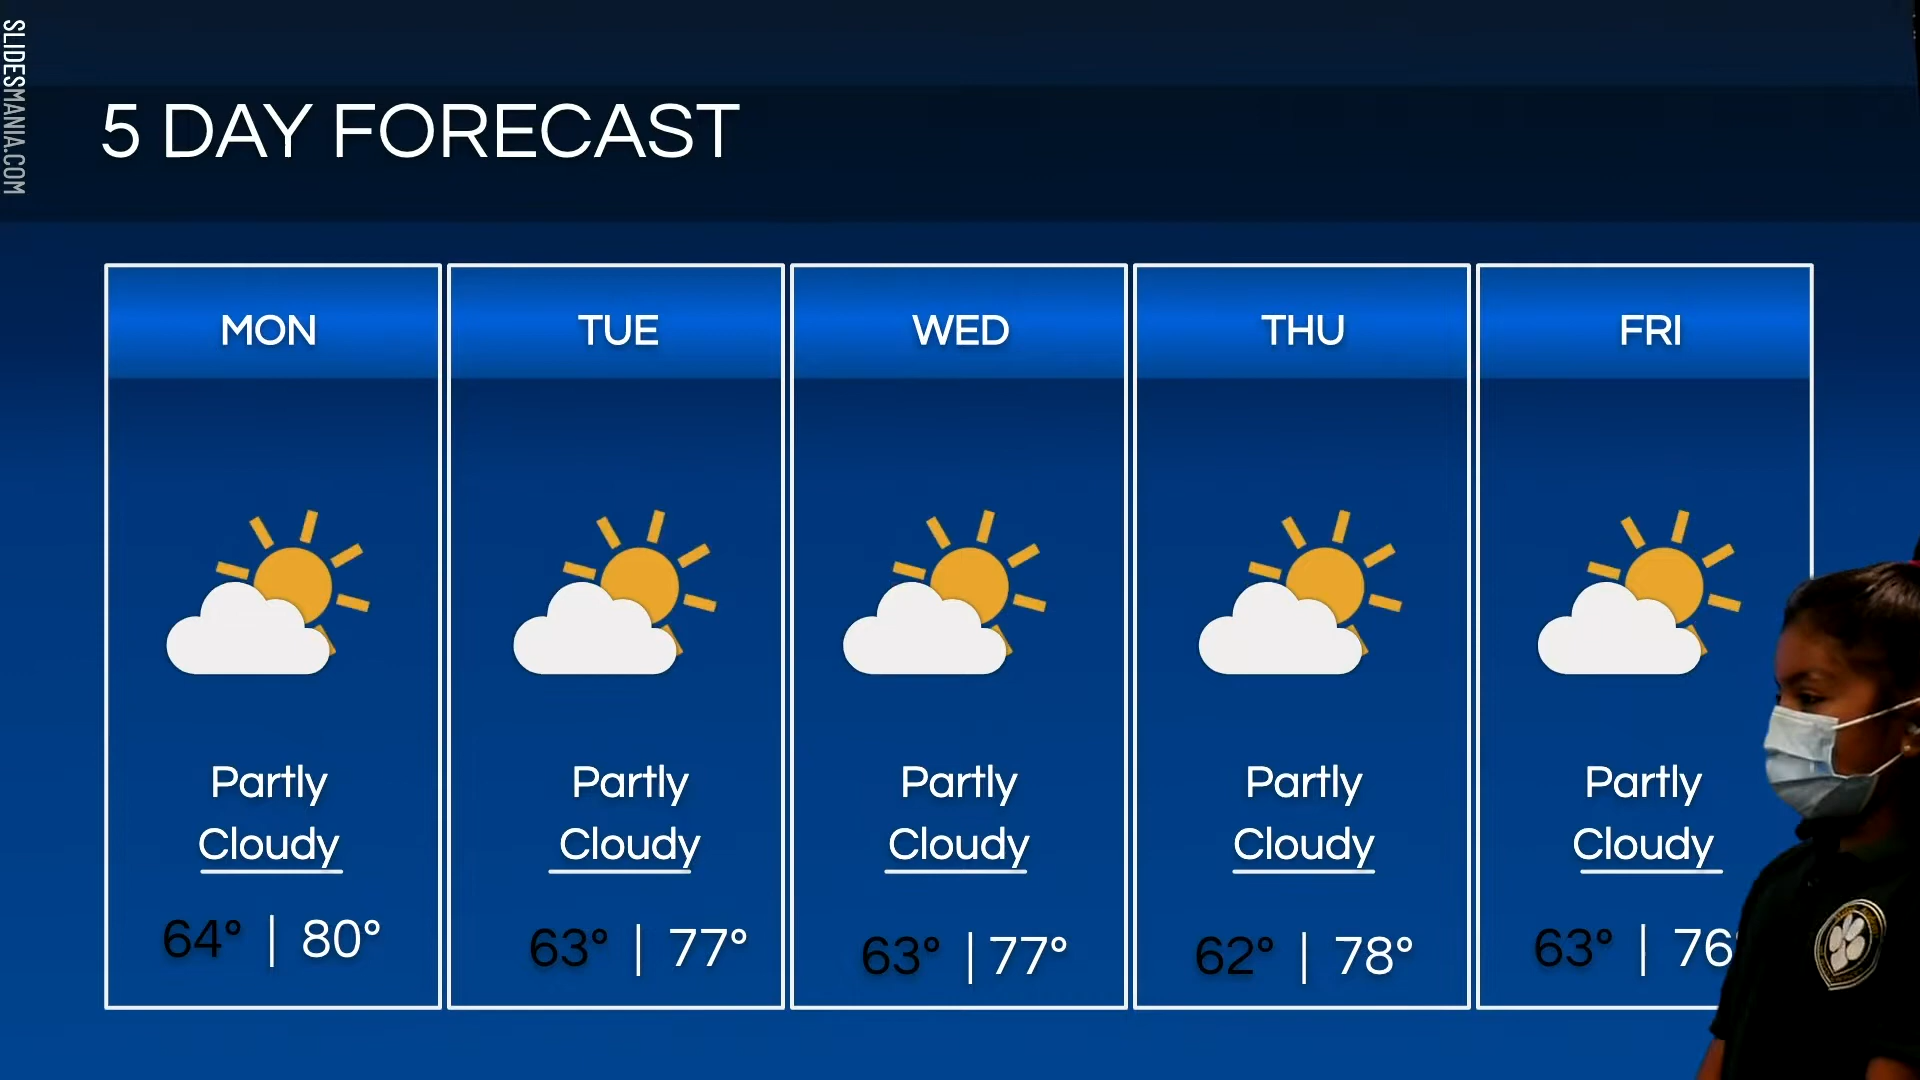 SLIDESMANIA.COM
5 DAY FORECAST
MON
Partly
Cloudy
64° | 80°
TUE
Partly
Cloudy
63° | 77°
WED
Partly
Cloudy
63° | 77°
THU
Partly
Cloudy
62° | 78°
FRI
Partly
Cloudy
63° | 76°